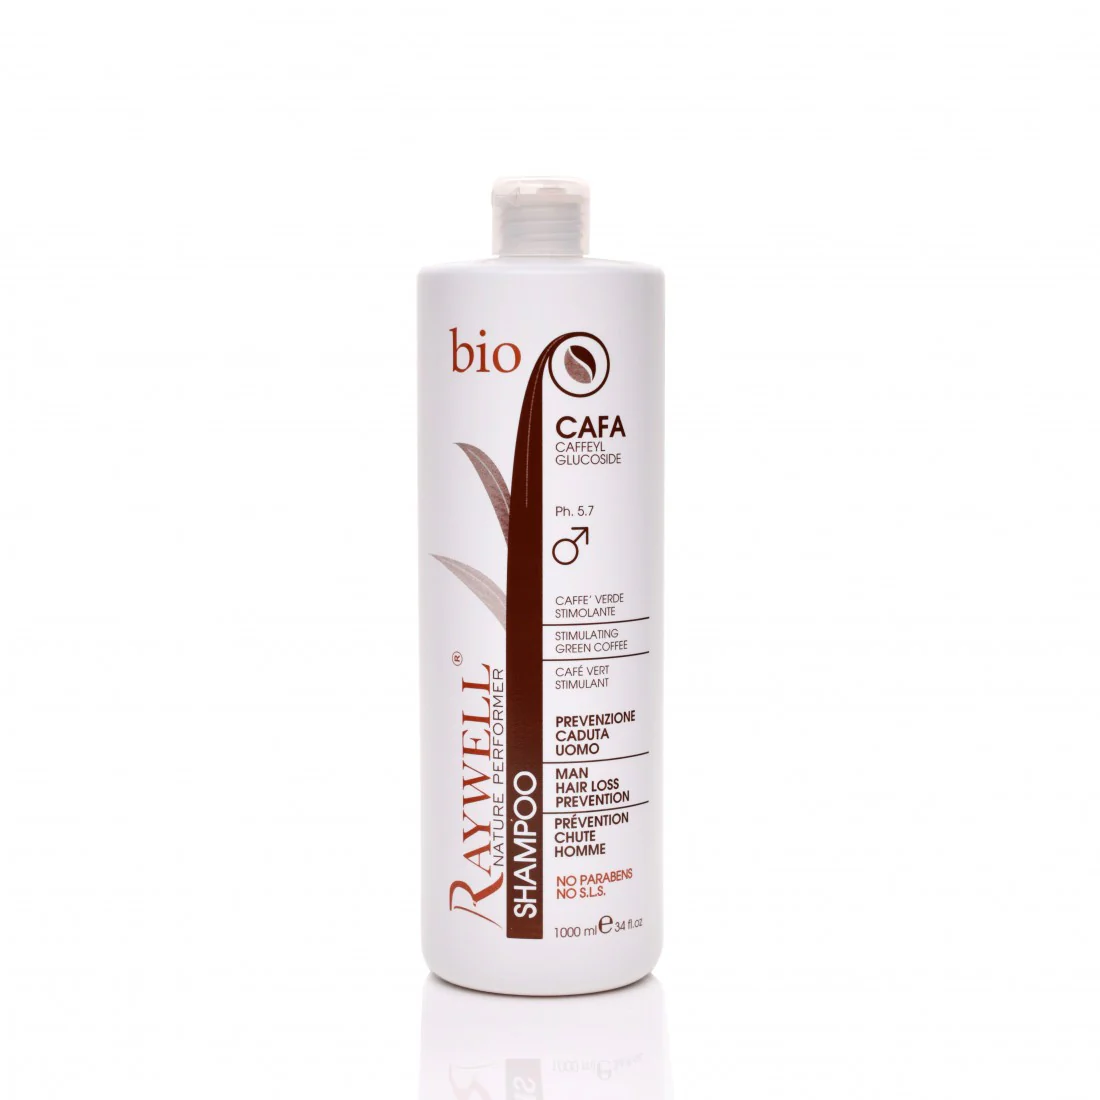 bio
CAFA
CAFFEYL
GLUCOSIDE
Ph. 5.7
CAFFE' VERDE
STIMOLANTE
STIMULATING
GREEN COFFEE
CAFÉ VERT
STIMULANT
PREVENZIONE
CADUTA
UOMO
MAN
HAIR LOSS
PREVENTION
PRÉVENTION
CHUTE
HOMME
NO PARABENS
NO S.L.S.
1000 ml e 34 fl.oz
RAYWELL®
NATURE PERFORMER
SHAMPOO